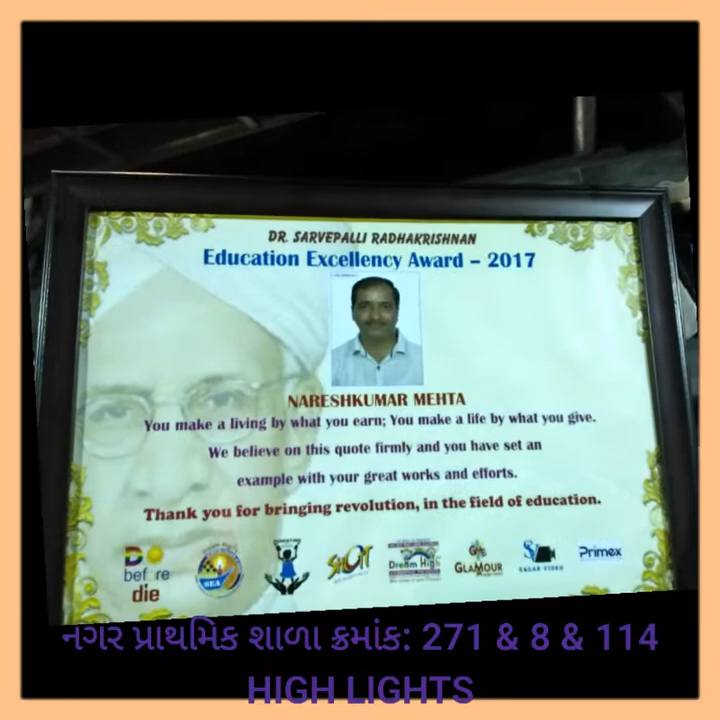 DR. SARVEPALLI RADHAKRISHNAN
Education Excellency Award – 2017
NARESHKUMAR MEHTA
You make a living by what you earn; You make a life by what you give.
We believe on this quote firmly and you have set an
example with your great works and efforts.
Thank you for bringing revolution, in the field of education.
bef re
die
SEA
SHOTT
Dream High
GLAMOUR
SAGAR VIDEO
Primex
નગર પ્રાથમિક શાળા ક્રમાંક: 271 & 8 & 114
HIGH LIGHTS